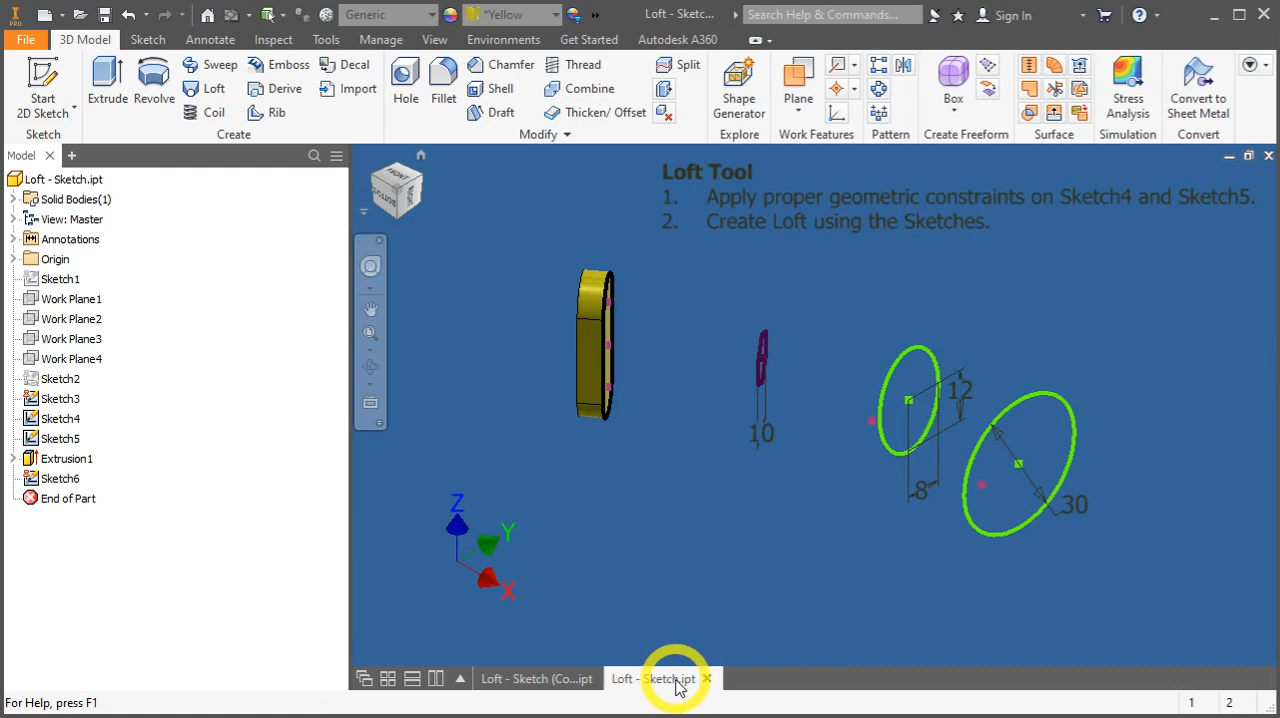 PRO
Generic
*Yellow
Loft - Sketc...
Search Help & Commands...
Sign In
File
3D Model
Sketch
Annotate
Inspect
Tools
Manage
View
Environments
Get Started
Autodesk A360
Start
2D Sketch
Extrude
Revolve
Sweep
Loft
Coil
Emboss
Derive
Rib
Decal
Import
Hole
Fillet
Chamfer
Shell
Draft
Thread
Combine
Thicken/ Offset
Split
Shape
Generator
Plane
Box
Stress
Analysis
Convert to
Sheet Metal
Sketch
Create
Modify
Explore
Work Features
Pattern
Create Freeform
Surface
Simulation
Convert
Model
Loft - Sketch.ipt
Solid Bodies(1)
View: Master
Annotations
Origin
Sketch1
Work Plane1
Work Plane2
Work Plane3
Work Plane4
Sketch2
Sketch3
Sketch4
Sketch5
Extrusion1
Sketch6
End of Part
FRONT
BOTTOM
Loft Tool
1. Apply proper geometric constraints on Sketch4 and Sketch5.
2. Create Loft using the Sketches.
10
12
8
30
Z
Y
X
Loft - Sketch (Co...ipt
Loft - Sketch.ipt
For Help, press F1
1 2